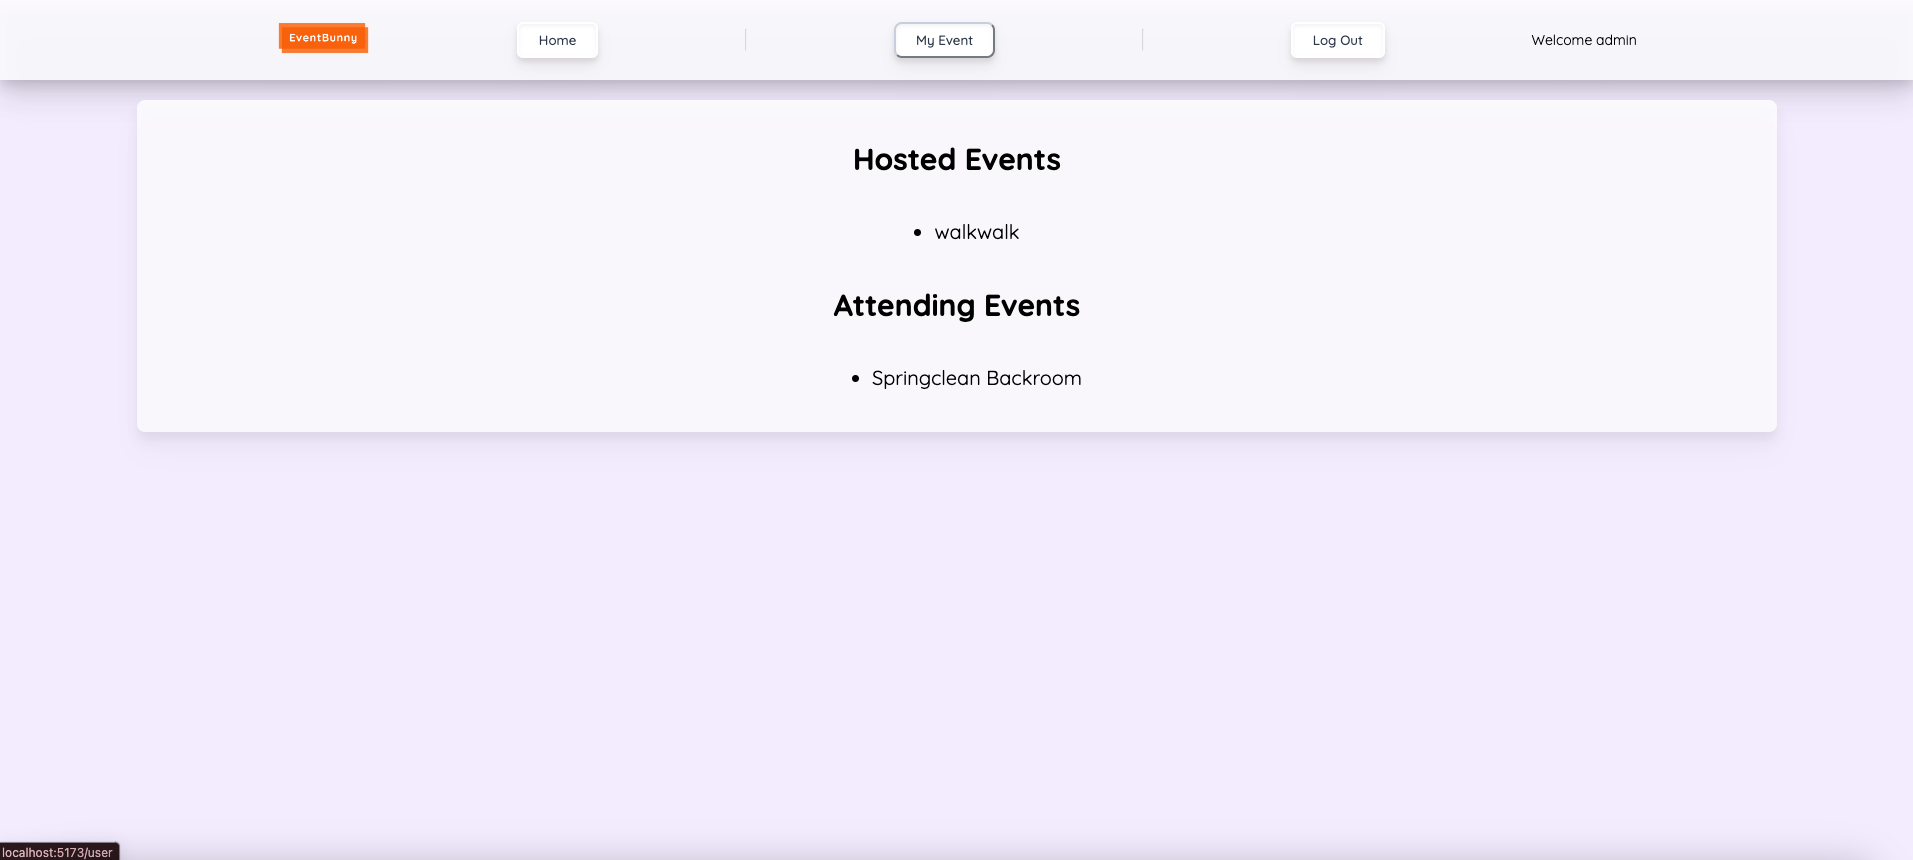 EventBunny
Home
My Event
Log Out
Welcome admin
Hosted Events
walkwalk
Attending Events
Springclean Backroom
localhost:5173/user